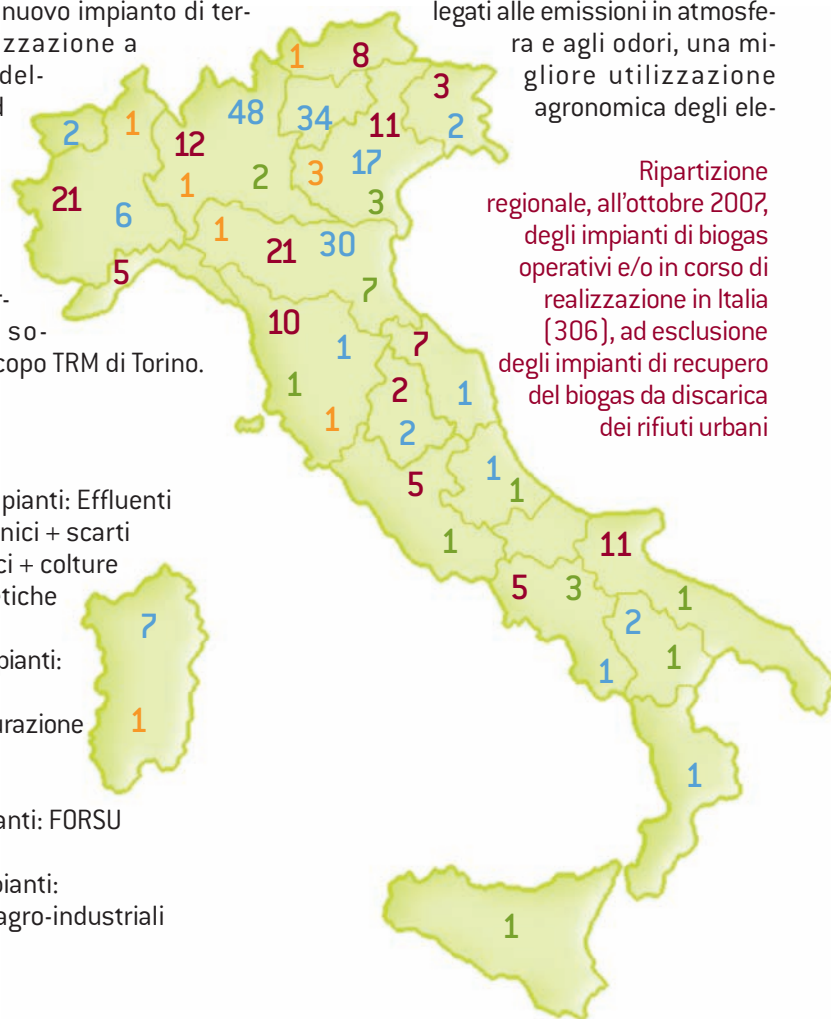 nuovo impianto di ter-
izzazione a
del-
r-
so-
copo TRM di Torino.
legati alle emissioni in atmosfe-
ra e agli odori, una mi-
gliore utilizzazione
agronomica degli ele-
Ripartizione
regionale, all'ottobre 2007,
degli impianti di biogas
operativi e/o in corso di
realizzazione in Italia
(306), ad esclusione
degli impianti di recupero
del biogas da discarica
dei rifiuti urbani
pianti: Effluenti
nici + scarti
ci + colture
etiche
pianti:
urazione
anti: FORSU
pianti:
agro-industriali
1
8
3
2
2
1
12
48
34
11
17
3
3
1
2
21
6
5
1
21
30
7
10
1
1
1
7
1
2
2
5
1
1
1
11
1
5
3
1
2
1
7
1
1
1